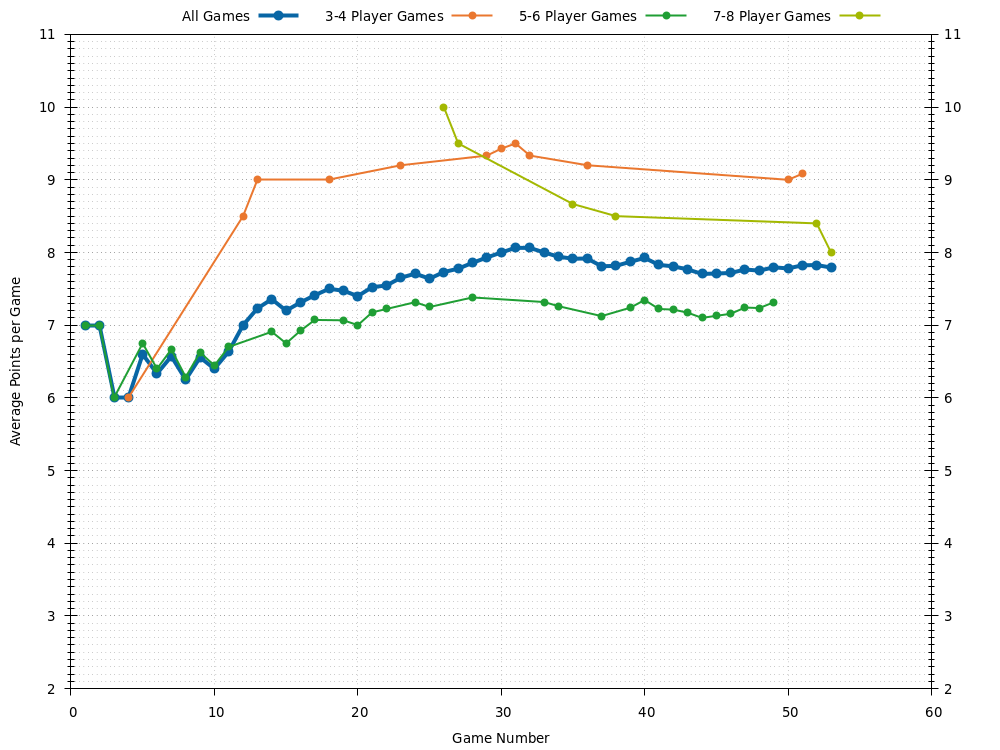 All Games 3-4 Player Games 5-6 Player Games 7-8 Player Games
11 11
10 10
9 9
8 8
7 7
6 6
5 5
4 4
3 3
2 2
0 10 20 30 40 50 60
Average Points per Game
Game Number